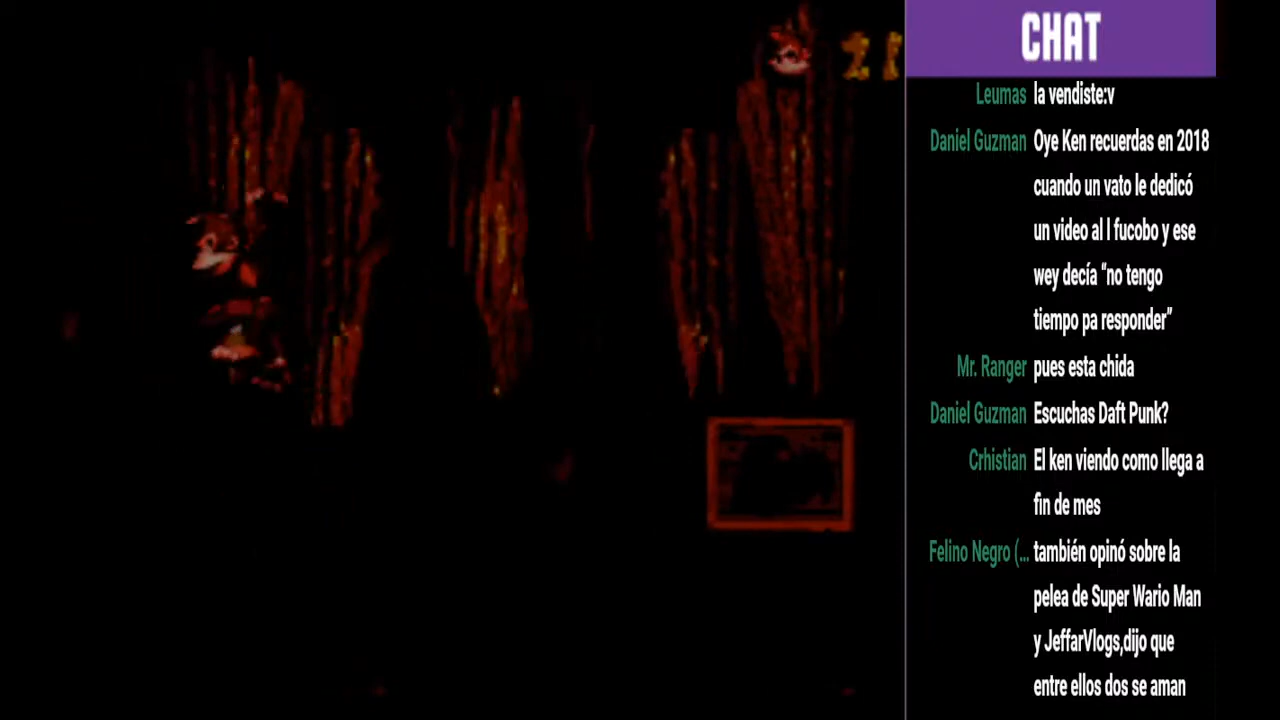 CHAT
Leumas la vendiste:v
Daniel Guzman Oye Ken recuerdas en 2018
cuando un vato le dedicó
un video al l fucobo y ese
wey decía “no tengo
tiempo pa responder”
Mr. Ranger pues esta chida
Daniel Guzman Escuchas Daft Punk?
Crhistian El ken viendo como llega a
fin de mes
Felino Negro (... también opinó sobre la
pelea de Super Wario Man
y JeffarVlogs,dijo que
entre ellos dos se aman